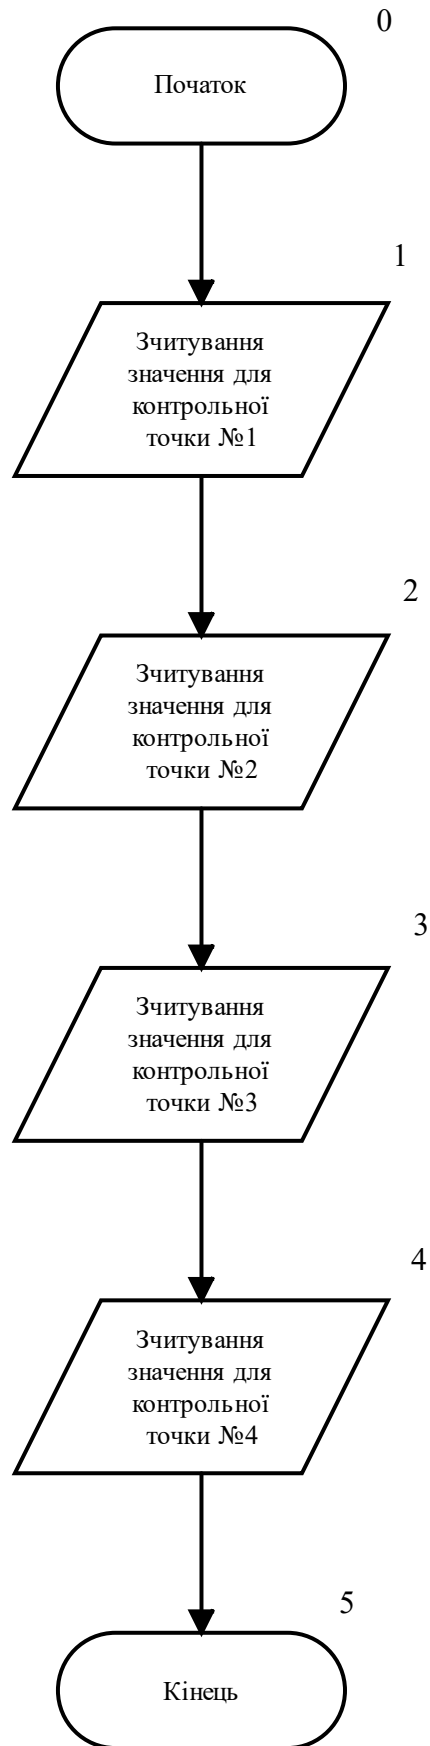 0
Початок
1
Зчитування
значення для
контрольної
точки №1
2
Зчитування
значення для
контрольної
точки №2
3
Зчитування
значення для
контрольної
точки №3
4
Зчитування
значення для
контрольної
точки №4
5
Кінець